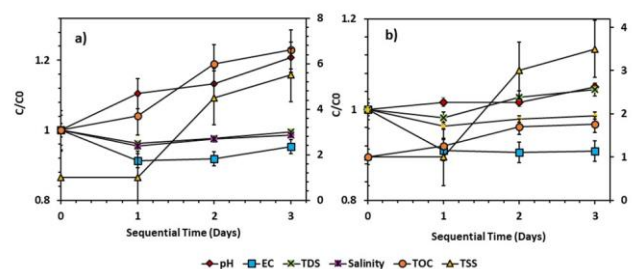 a)
1.2
1
0.8
C/C0
8
6
4
2
0
0 1 2 3
Sequential Time (Days)
b)
1.2
1
0.8
C/C0
4
3
2
1
0
0 1 2 3
Sequential Time (Days)
pH EC TDS Salinity TOC TSS